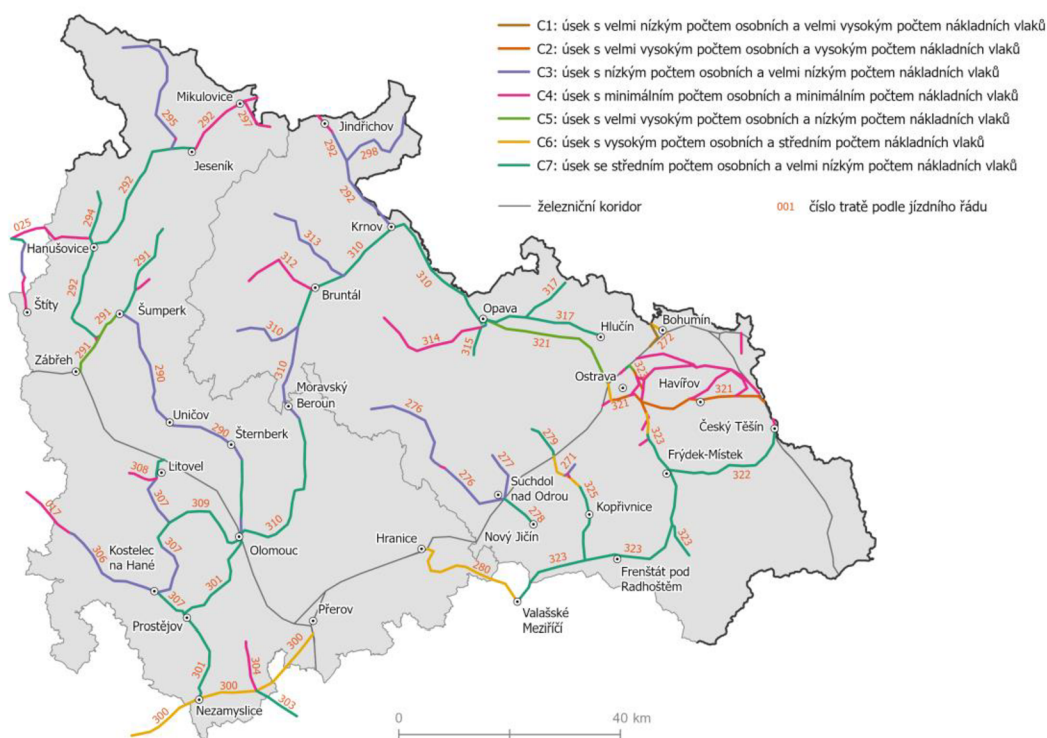 C1: úsek s velmi nízkým počtem osobních a velmi vysokým počtem nákladních vlaků
C2: úsek s velmi vysokým počtem osobních a vysokým počtem nákladních vlaků
C3: úsek s nízkým počtem osobních a velmi nízkým počtem nákladních vlaků
C4: úsek s minimálním počtem osobních a minimálním počtem nákladních vlaků
C5: úsek s velmi vysokým počtem osobních a nízkým počtem nákladních vlaků
C6: úsek s vysokým počtem osobních a středním počtem nákladních vlaků
C7: úsek se středním počtem osobních a velmi nízkým počtem nákladních vlaků
železniční koridor
001 číslo tratě podle jízdního řádu
Mikulovice
295
292
297
Jindřichov
292
298
Jeseník
292
292
294
025
Hanušovice
313
Krnov
310
291
312
310
292
Bruntál
Štíty
291
Šumperk
317
Opava
317
Bohumín
272
310
314
315
321
Hlučín
Zábřeh
291
290
310
Ostrava
323
Havířov
321
321
Moravský
Beroun
276
Český Těšín
Uničov
290
Šternberk
279
323
Frýdek-Místek
322
Litovel
308
276
277
271
Suchdol
nad Odrou
325
Kopřivnice
307
309
017
310
278
Olomouc
Hranice
Nový Jičín
323
306
Kostelec
na Hané
307
280
323
323
Frenštát pod
Radhoštěm
301
307
Prostějov
Přerov
Valašské
Meziříčí
300
304
301
300
303
Nezamyslice
300
0
40 km